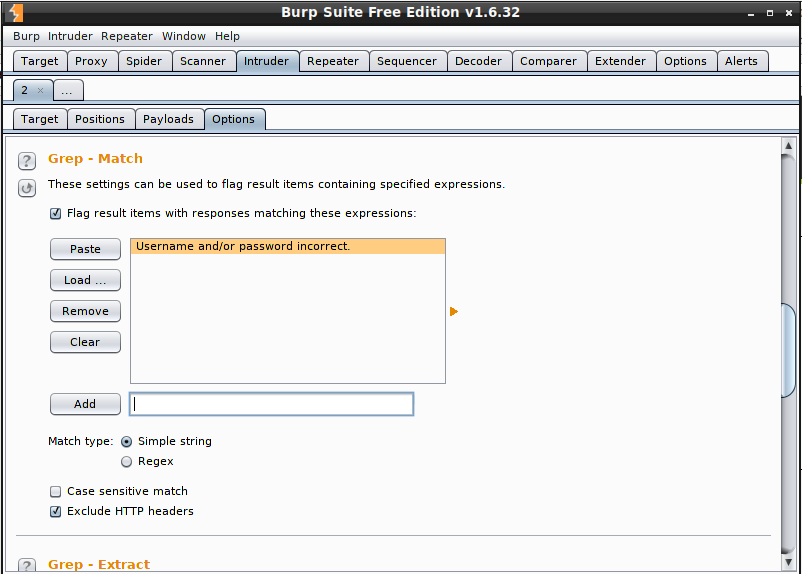 Burp Suite Free Edition v1.6.32
Burp Intruder Repeater Window Help
Target Proxy Spider Scanner Intruder Repeater Sequencer Decoder Comparer Extender Options Alerts
2 × ...
Target Positions Payloads Options
? Grep - Match
These settings can be used to flag result items containing specified expressions.
Flag result items with responses matching these expressions:
Paste Username and/or password incorrect.
Load ...
Remove
Clear
Add
Match type: Simple string
Regex
Case sensitive match
Exclude HTTP headers
? Grep - Extract